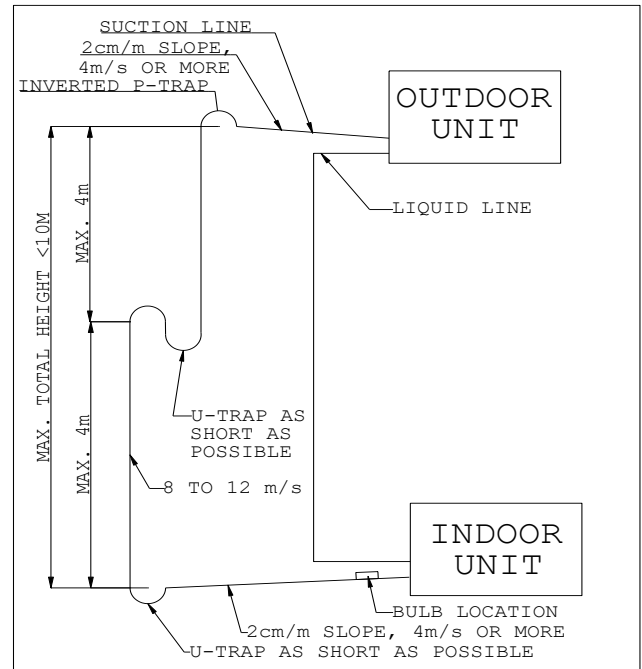 SUCTION LINE
2cm/m SLOPE,
4m/s OR MORE
INVERTED P-TRAP
OUTDOOR
UNIT
LIQUID LINE
MAX. 4m
MAX. TOTAL HEIGHT <10M
U-TRAP AS
SHORT AS
POSSIBLE
MAX. 4m
8 TO 12 m/s
INDOOR
UNIT
BULB LOCATION
2cm/m SLOPE, 4m/s OR MORE
U-TRAP AS SHORT AS POSSIBLE